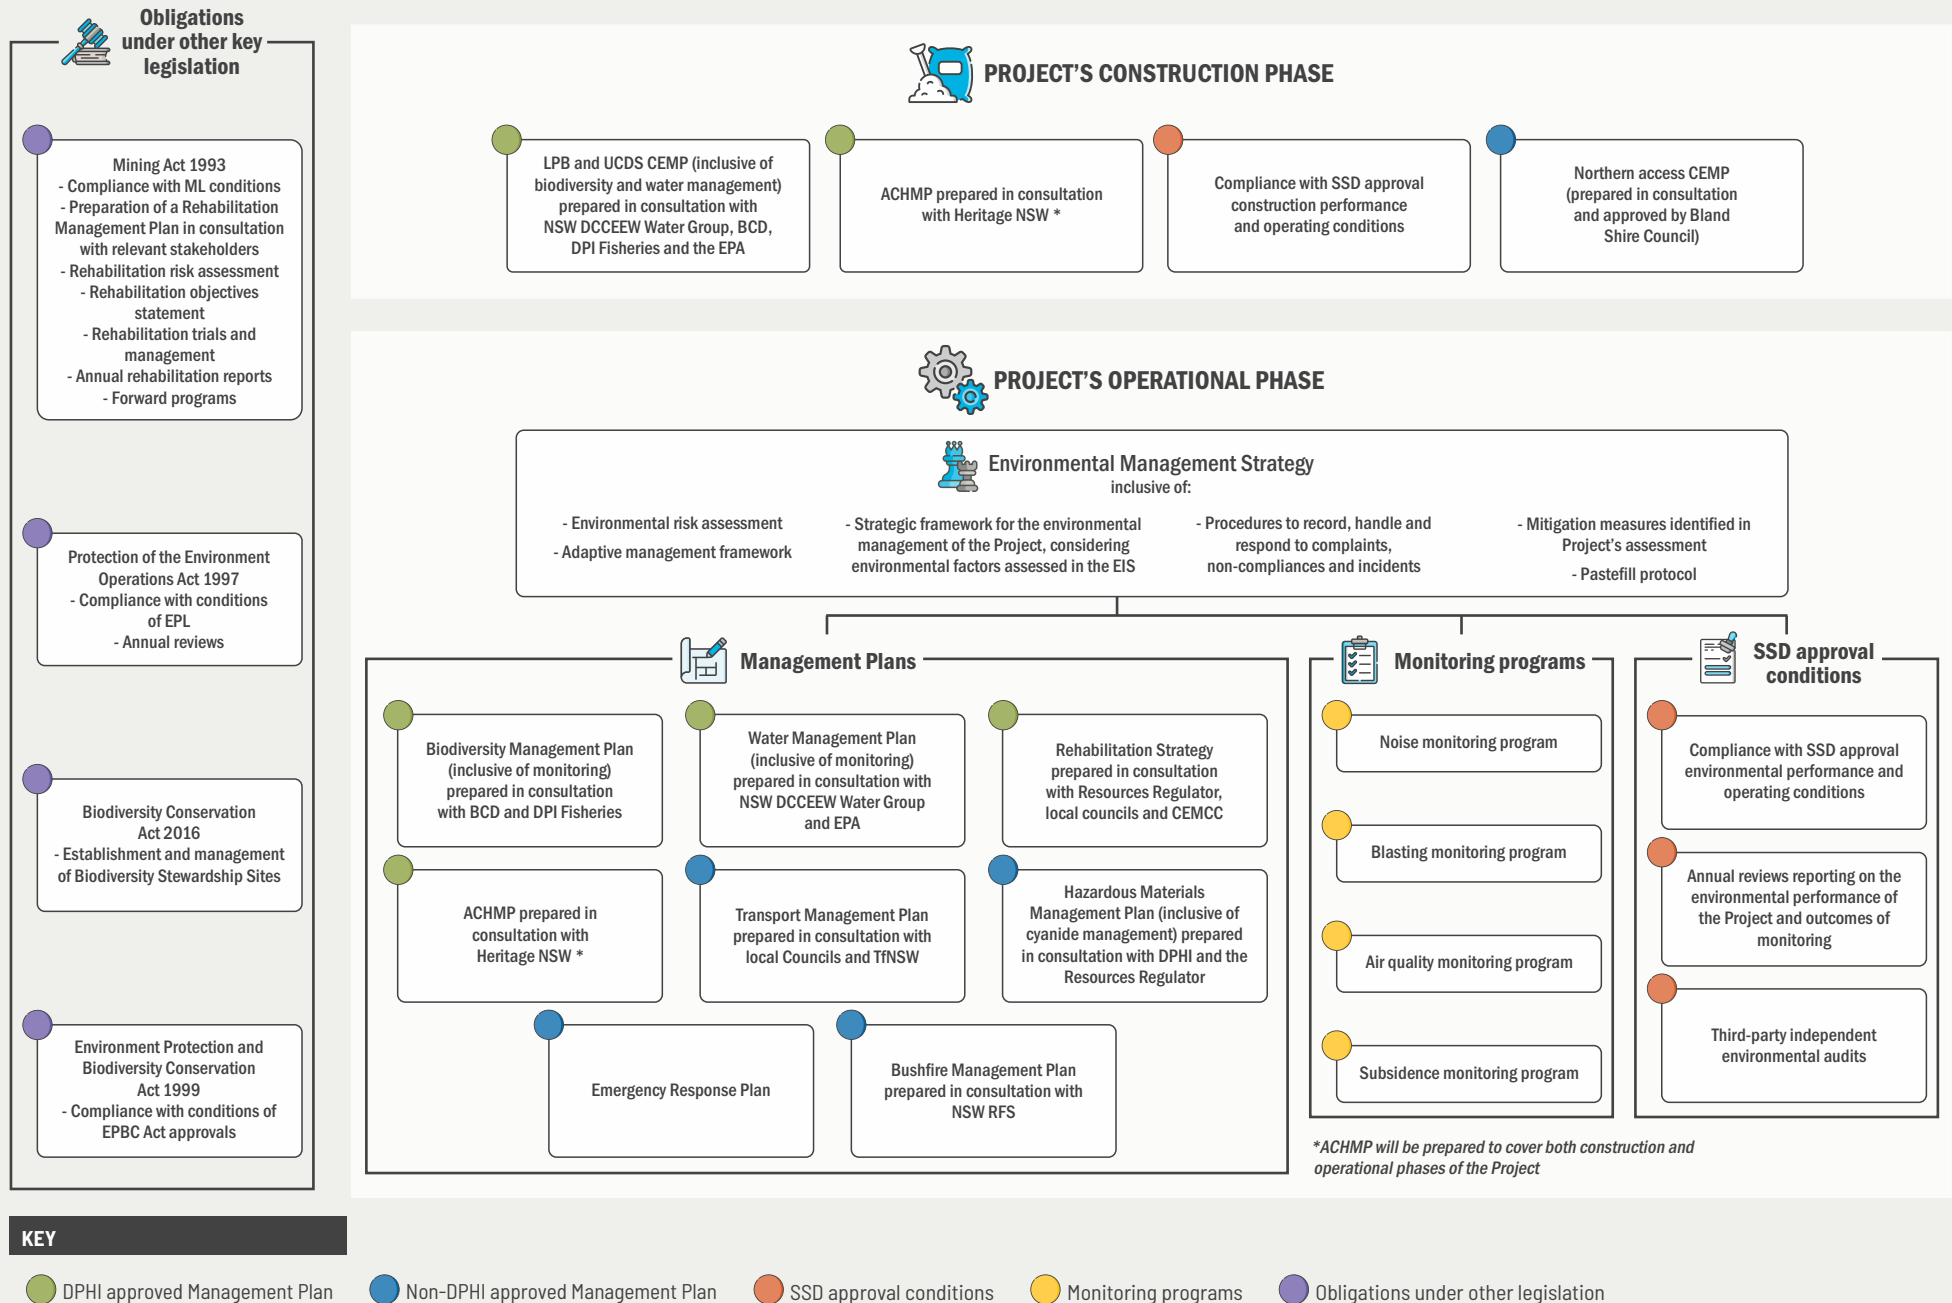 Obligations
under other key
legislation
Mining Act 1993
- Compliance with ML conditions
- Preparation of a Rehabilitation
Management Plan in consultation
with relevant stakeholders
- Rehabilitation risk assessment
- Rehabilitation objectives
statement
- Rehabilitation trials and
management
- Annual rehabilitation reports
- Forward programs
Protection of the Environment
Operations Act 1997
- Compliance with conditions
of EPL
- Annual reviews
Biodiversity Conservation
Act 2016
- Establishment and management
of Biodiversity Stewardship Sites
Environment Protection and
Biodiversity Conservation
Act 1999
- Compliance with conditions of
EPBC Act approvals
PROJECT'S CONSTRUCTION PHASE
LPB and UCDS CEMP (inclusive of
biodiversity and water management)
prepared in consultation with
NSW DCCEEW Water Group, BCD,
DPI Fisheries and the EPA
ACHMP prepared in consultation
with Heritage NSW *
Compliance with SSD approval
construction performance
and operating conditions
Northern access CEMP
(prepared in consultation
and approved by Bland
Shire Council)
PROJECT'S OPERATIONAL PHASE
Environmental Management Strategy
inclusive of:
- Environmental risk assessment
- Adaptive management framework
- Strategic framework for the environmental
management of the Project, considering
environmental factors assessed in the EIS
- Procedures to record, handle and
respond to complaints,
non-compliances and incidents
- Mitigation measures identified in
Project's assessment
- Pastefill protocol
Management Plans
Biodiversity Management Plan
(inclusive of monitoring)
prepared in consultation
with BCD and DPI Fisheries
Water Management Plan
(inclusive of monitoring)
prepared in consultation with
NSW DCCEEW Water Group
and EPA
Rehabilitation Strategy
prepared in consultation
with Resources Regulator,
local councils and CEMCC
ACHMP prepared in
consultation with
Heritage NSW *
Transport Management Plan
prepared in consultation with
local Councils and TfNSW
Hazardous Materials
Management Plan (inclusive of
cyanide management) prepared
in consultation with DPHI and the
Resources Regulator
Emergency Response Plan
Bushfire Management Plan
prepared in consultation with
NSW RFS
Monitoring programs
Noise monitoring program
Blasting monitoring program
Air quality monitoring program
Subsidence monitoring program
SSD approval
conditions
Compliance with SSD approval
environmental performance and
operating conditions
Annual reviews reporting on the
environmental performance of
the Project and outcomes of
monitoring
Third-party independent
environmental audits
*ACHMP will be prepared to cover both construction and
operational phases of the Project
KEY
DPHI approved Management Plan
Non-DPHI approved Management Plan
SSD approval conditions
Monitoring programs
Obligations under other legislation